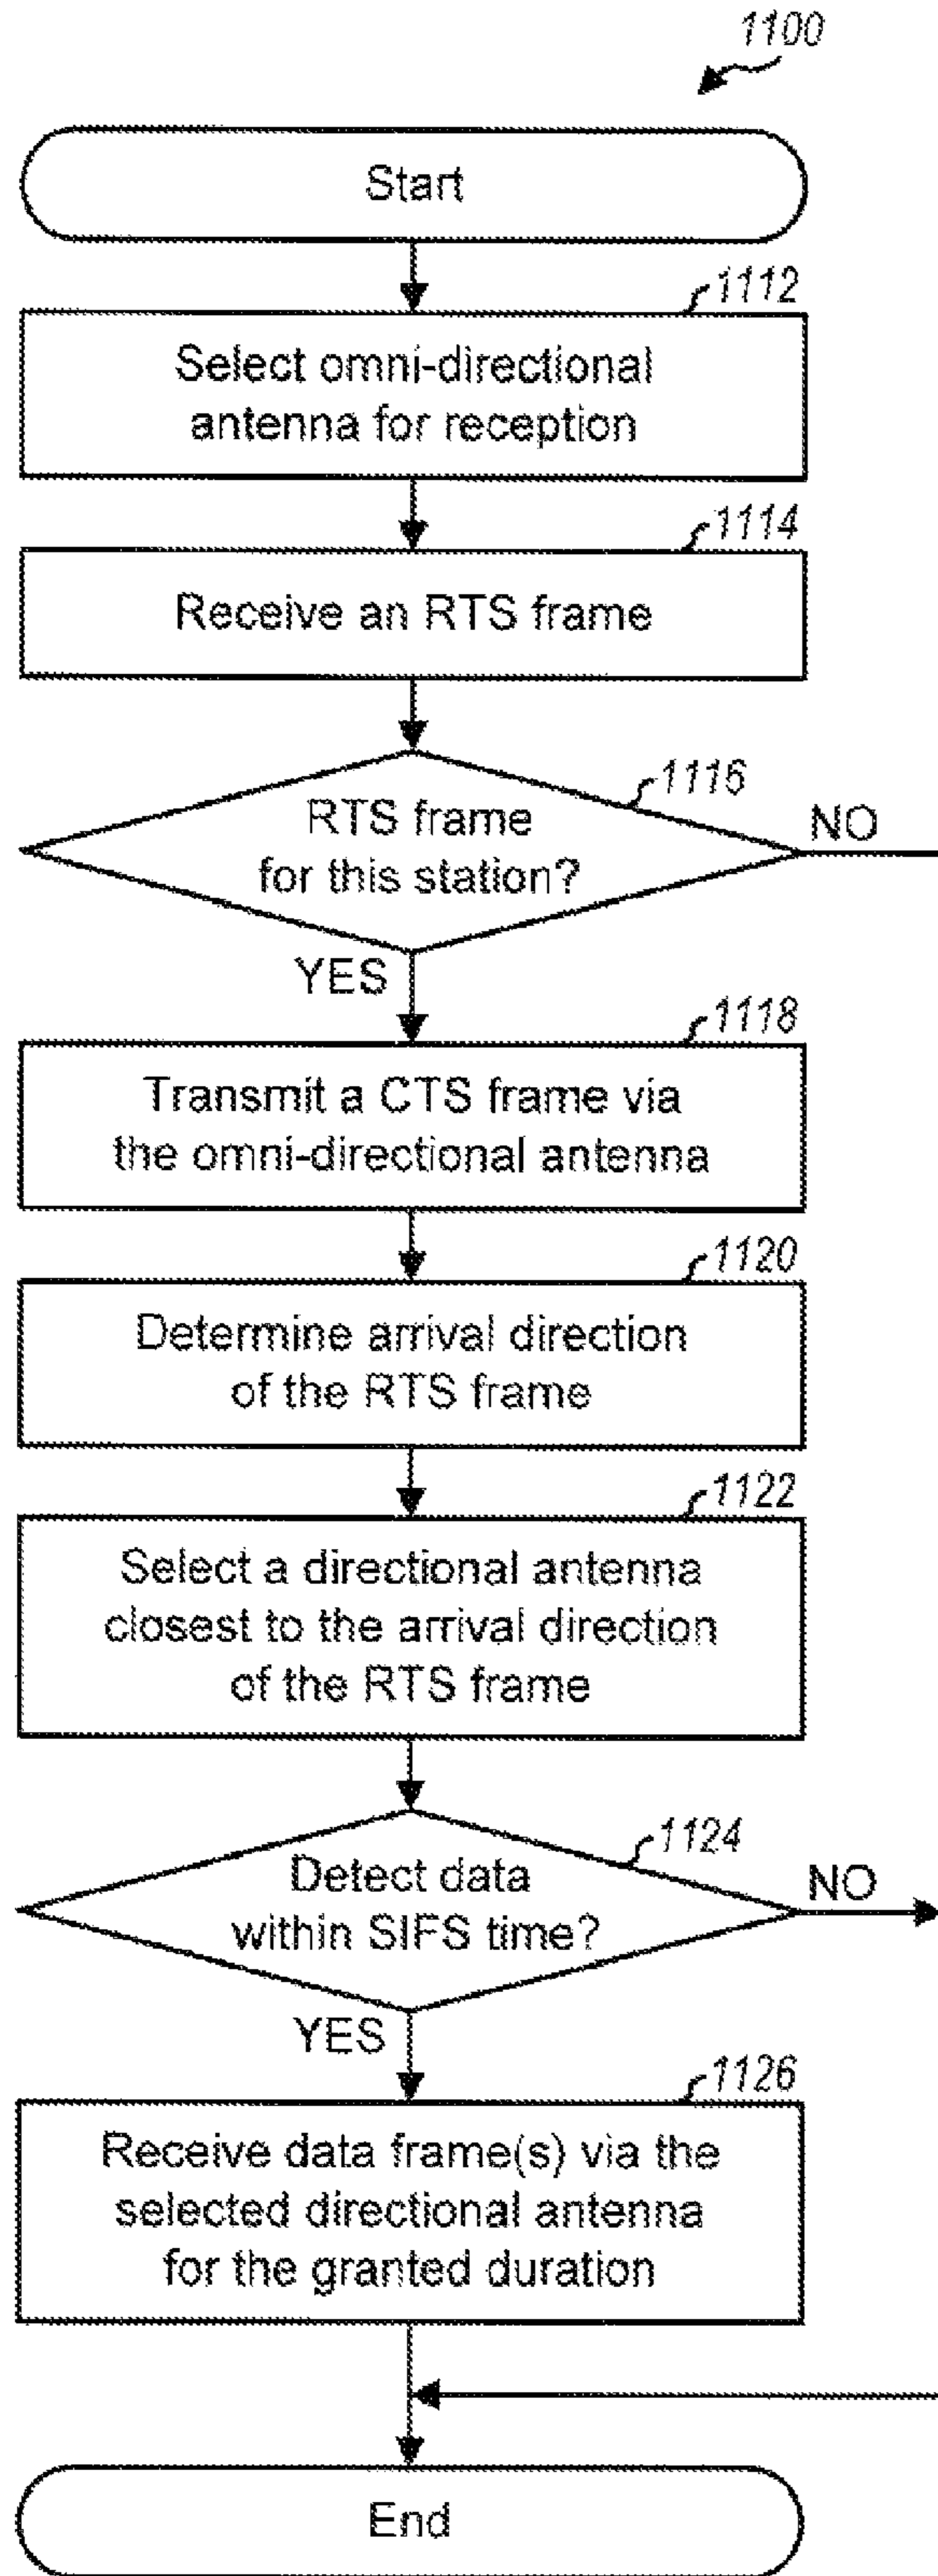 1100
Start
1112
Select omni-directional
antenna for reception
1114
Receive an RTS frame
1116
RTS frame
for this station?
NO
YES
1118
Transmit a CTS frame via
the omni-directional antenna
1120
Determine arrival direction
of the RTS frame
1122
Select a directional antenna
closest to the arrival direction
of the RTS frame
1124
Detect data
within SIFS time?
NO
YES
1126
Receive data frame(s) via the
selected directional antenna
for the granted duration
End